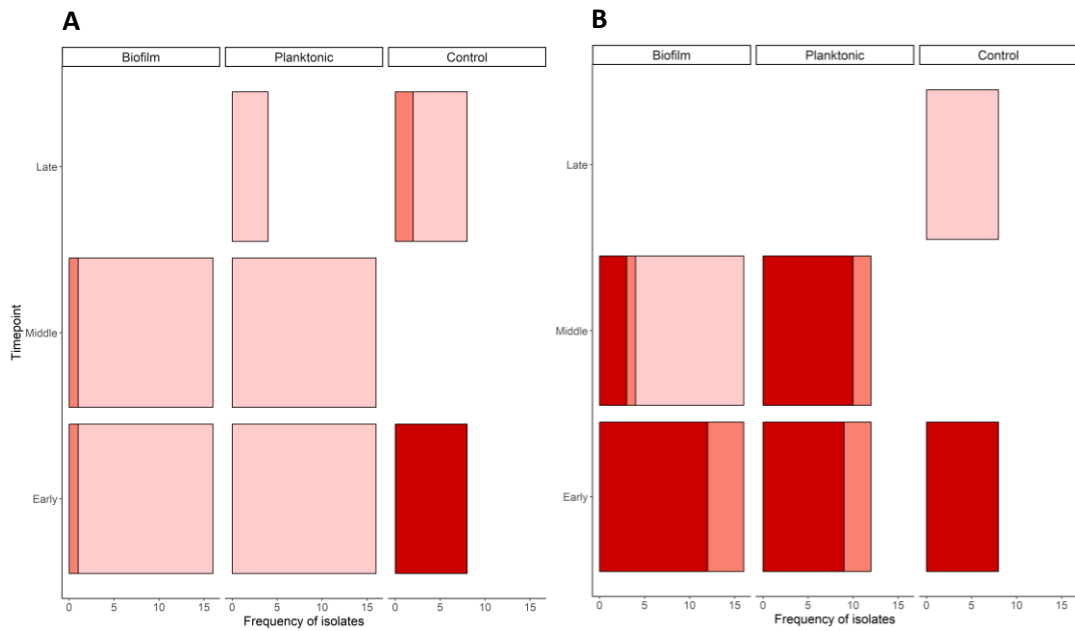 A
Biofilm Planktonic Control
Late
Middle
Early
Timepoint
0 5 10 15 0 5 10 15 0 5 10 15
Frequency of isolates
B
Biofilm Planktonic Control
Late
Middle
Early
0 5 10 15 0 5 10 15 0 5 10 15
Frequency of isolates